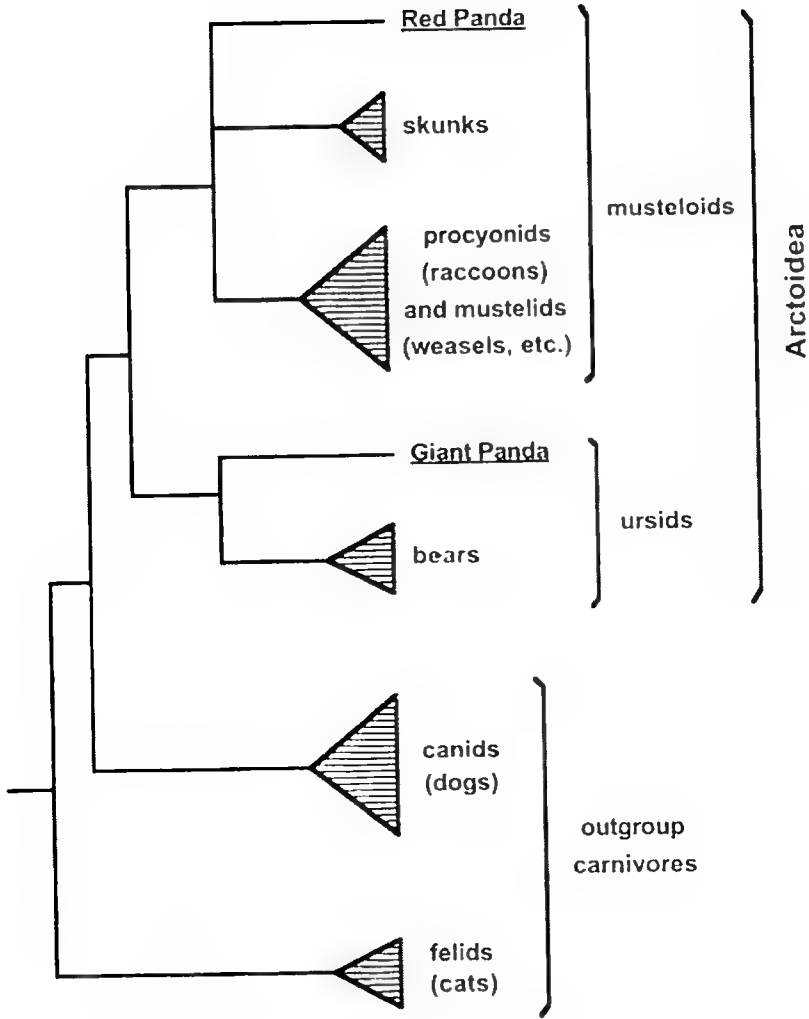 Red Panda
skunks
procyonids
(raccoons)
and mustelids
(weasels, etc.)
musteloids
Arctoidea
Giant Panda
bears
ursids
canids
(dogs)
outgroup
carnivores
felids
(cats)